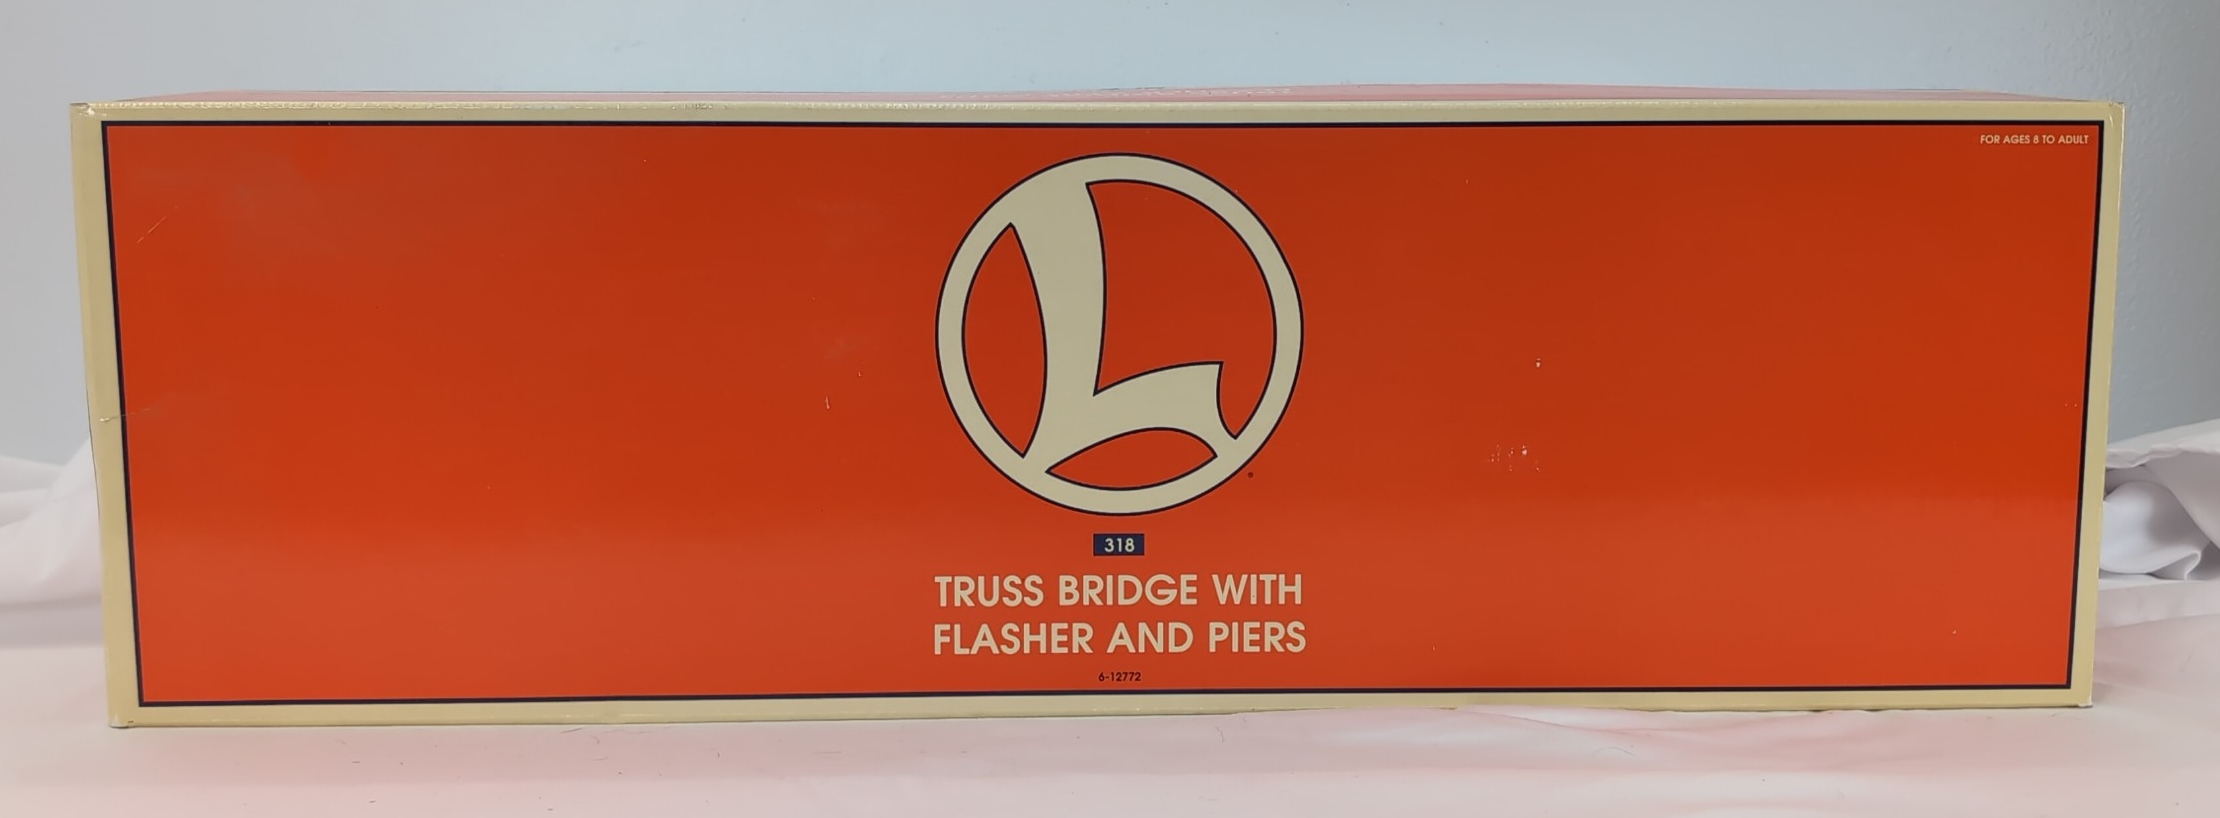 FOR AGES 8 TO ADULT
L
318
TRUSS BRIDGE WITH
FLASHER AND PIERS
6-12772